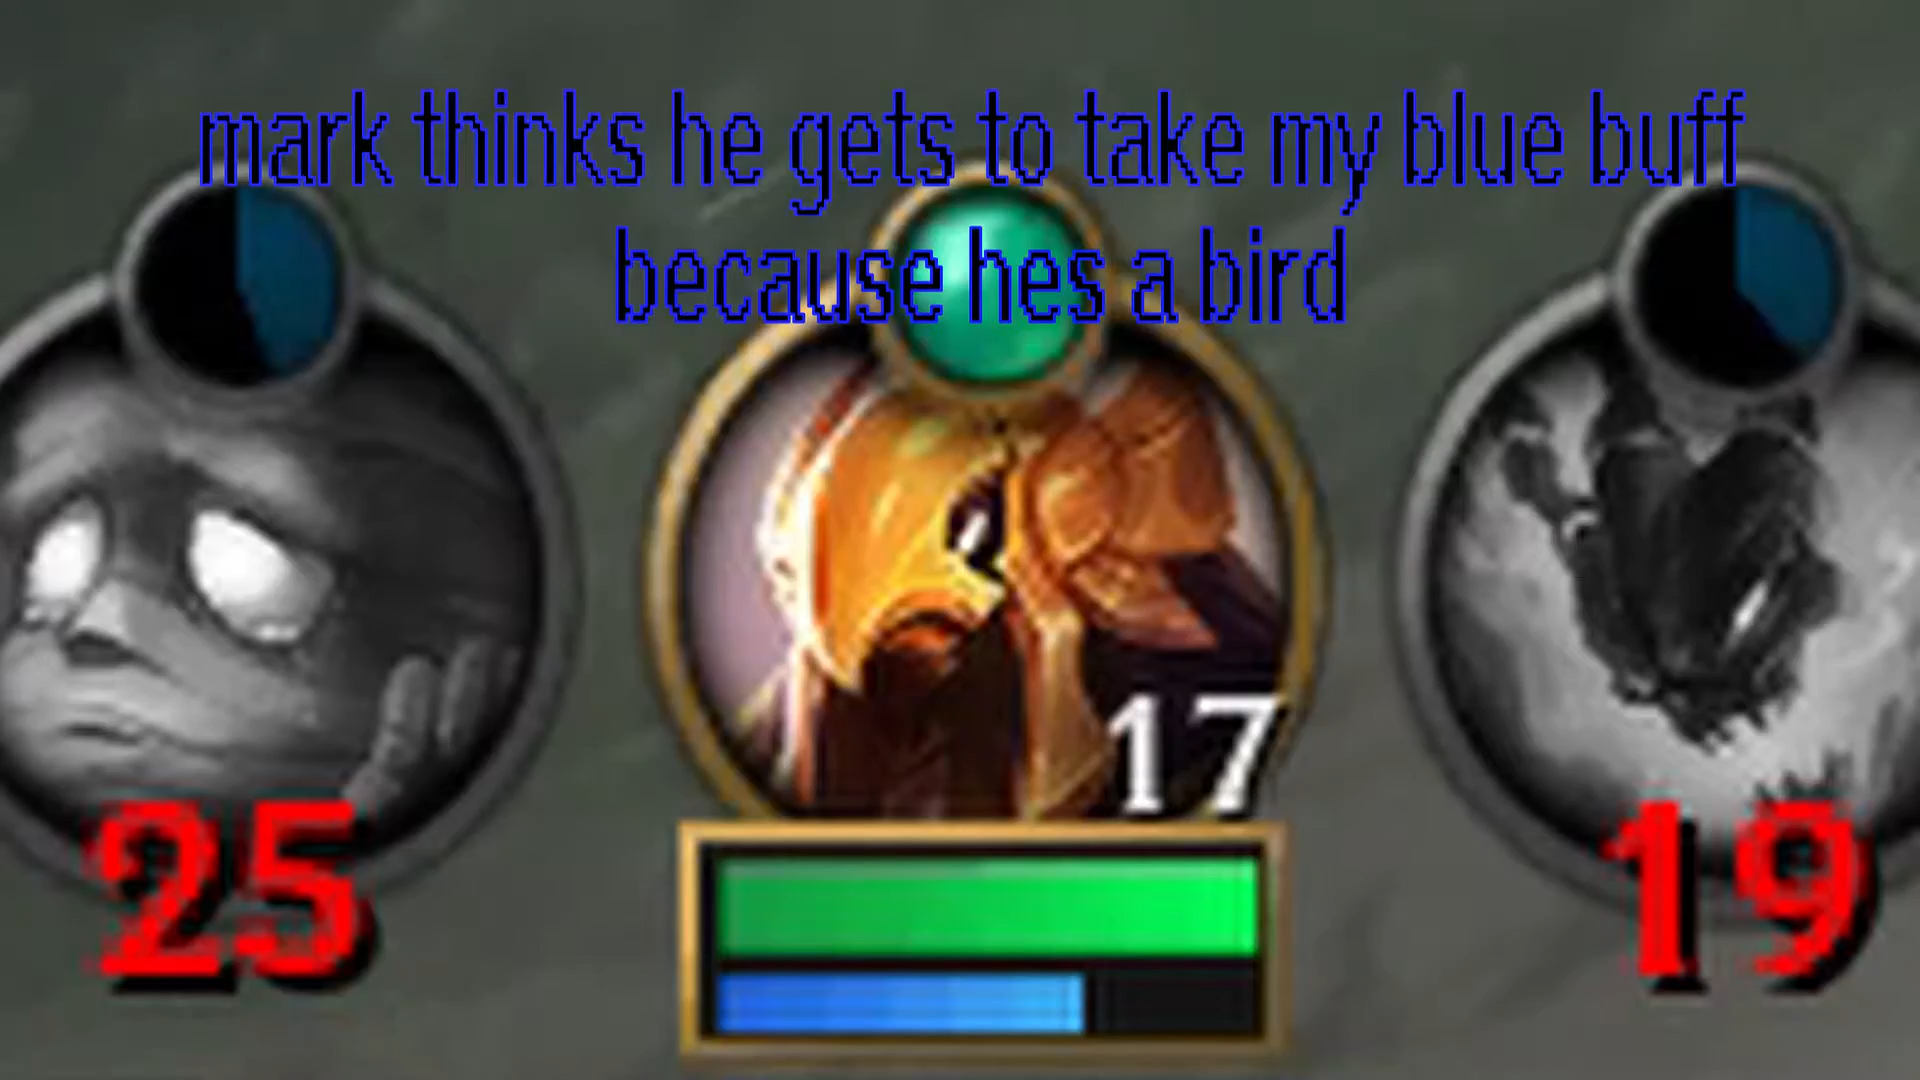 mark thinks he gets to take my blue buff
because hes a bird
17
25
19